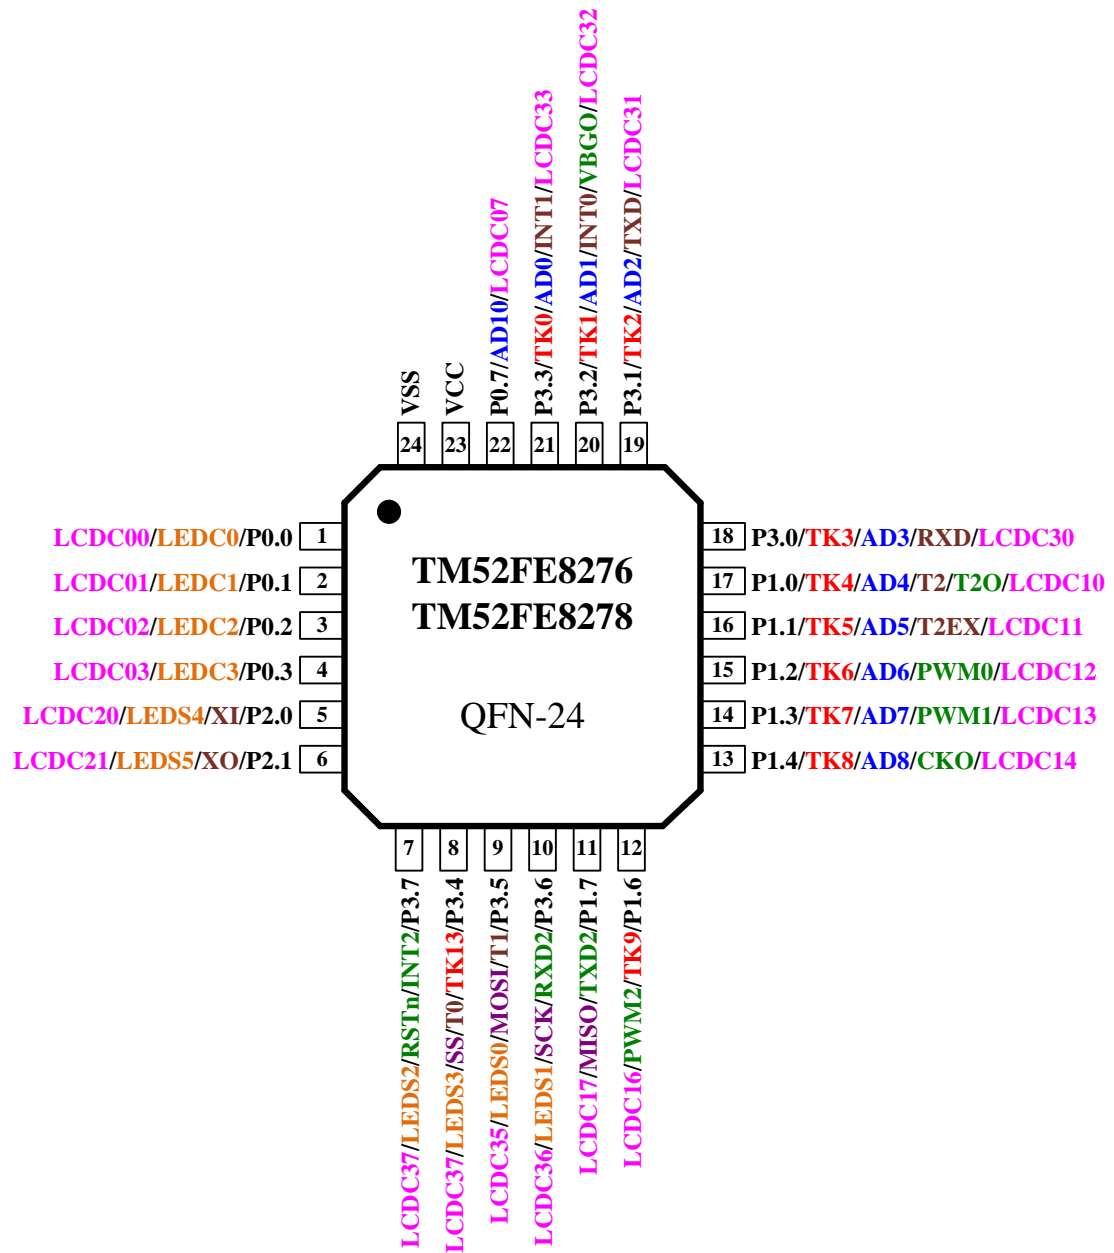 LCDC32
P3.2/TK1/AD1/INT0/VBGO/LCDC32
P3.3/TK0/AD0/INT1/LCDC33
P3.1/TK2/AD2/TXD/LCDC31
P0.7/AD10/LCDC07
VSS
VCC
24
23
22
21
20
19
LCDC00/LEDC0/P0.0 1
LCDC01/LEDC1/P0.1 2
LCDC02/LEDC2/P0.2 3
LCDC03/LEDC3/P0.3 4
LCDC20/LEDS4/XI/P2.0 5
LCDC21/LEDS5/XO/P2.1 6
TM52FE8276
TM52FE8278
QFN-24
18 P3.0/TK3/AD3/RXD/LCDC30
17 P1.0/TK4/AD4/T2/T2O/LCDC10
16 P1.1/TK5/AD5/T2EX/LCDC11
15 P1.2/TK6/AD6/PWM0/LCDC12
14 P1.3/TK7/AD7/PWM1/LCDC13
13 P1.4/TK8/AD8/CKO/LCDC14
7
8
9
10
11
12
LCDC37/LEDS2/RSTn/INT2/P3.7
LCDC37/LEDS3/SS/T0/TK13/P3.4
LCDC35/LEDS0/MOSI/T1/P3.5
LCDC36/LEDS1/SCK/RXD2/P3.6
LCDC17/MISO/TXD2/P1.7
LCDC16/PWM2/TK9/P1.6